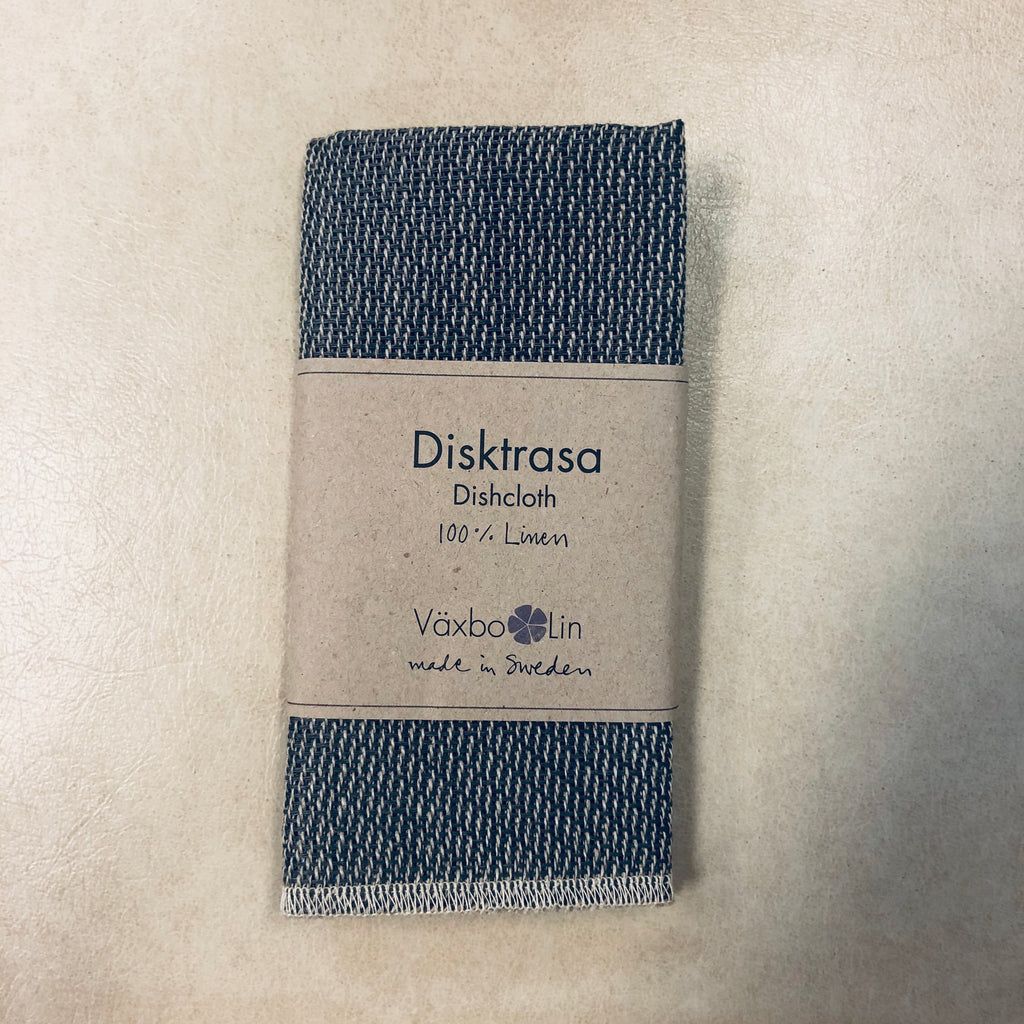 Disktrasa
Dishcloth
100% Linen
Växbo Lin
made in Sweden